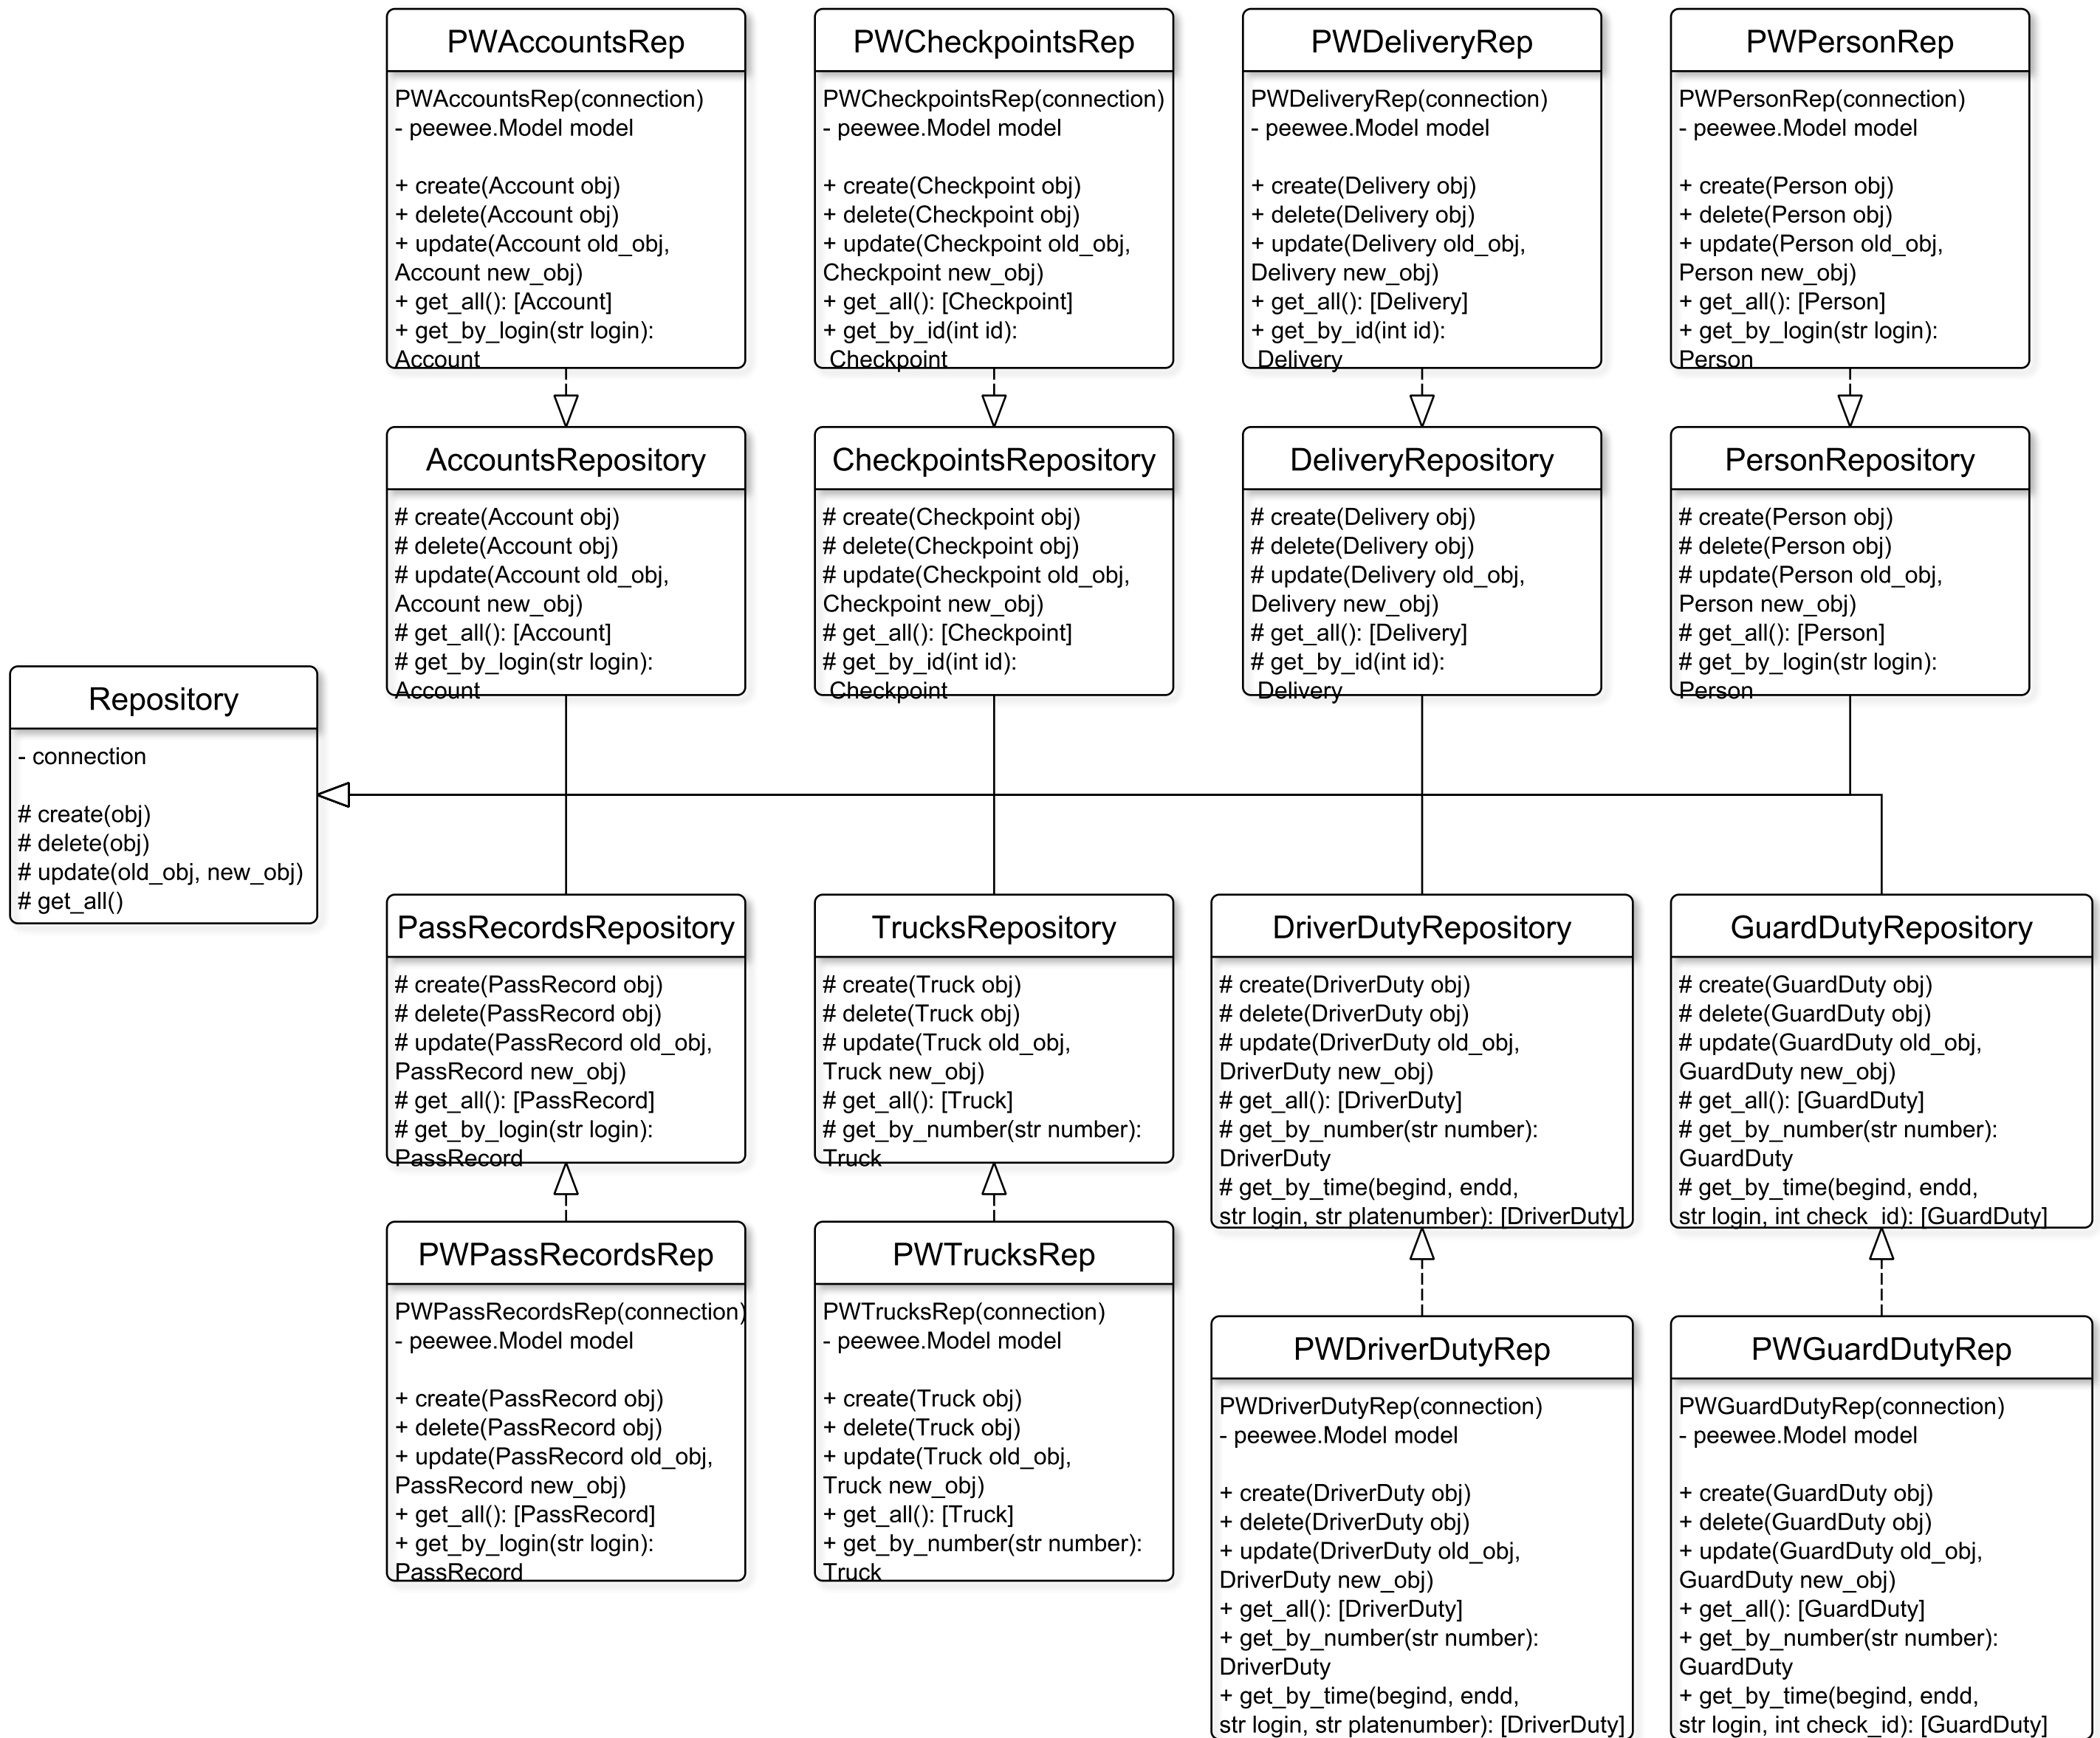 PWAccountsRep
PWAccountsRep(connection)
- peewee.Model model
+ create(Account obj)
+ delete(Account obj)
+ update(Account old_obj,
Account new_obj)
+ get_all(): [Account]
+ get_by_login(str login):
Account
PWCheckpointsRep
PWCheckpointsRep(connection)
- peewee.Model model
+ create(Checkpoint obj)
+ delete(Checkpoint obj)
+ update(Checkpoint old_obj,
Checkpoint new_obj)
+ get_all(): [Checkpoint]
+ get_by_id(int id):
Checkpoint
PWDeliveryRep
PWDeliveryRep(connection)
- peewee.Model model
+ create(Delivery obj)
+ delete(Delivery obj)
+ update(Delivery old_obj,
Delivery new_obj)
+ get_all(): [Delivery]
+ get_by_id(int id):
Delivery
PWPersonRep
PWPersonRep(connection)
- peewee.Model model
+ create(Person obj)
+ delete(Person obj)
+ update(Person old_obj,
Person new_obj)
+ get_all(): [Person]
+ get_by_login(str login):
Person
AccountsRepository
# create(Account obj)
# delete(Account obj)
# update(Account old_obj,
Account new_obj)
# get_all(): [Account]
# get_by_login(str login):
Account
CheckpointsRepository
# create(Checkpoint obj)
# delete(Checkpoint obj)
# update(Checkpoint old_obj,
Checkpoint new_obj)
# get_all(): [Checkpoint]
# get_by_id(int id):
Checkpoint
DeliveryRepository
# create(Delivery obj)
# delete(Delivery obj)
# update(Delivery old_obj,
Delivery new_obj)
# get_all(): [Delivery]
# get_by_id(int id):
Delivery
PersonRepository
# create(Person obj)
# delete(Person obj)
# update(Person old_obj,
Person new_obj)
# get_all(): [Person]
# get_by_login(str login):
Person
Repository
- connection
# create(obj)
# delete(obj)
# update(old_obj, new_obj)
# get_all()
PassRecordsRepository
# create(PassRecord obj)
# delete(PassRecord obj)
# update(PassRecord old_obj,
PassRecord new_obj)
# get_all(): [PassRecord]
# get_by_login(str login):
PassRecord
TrucksRepository
# create(Truck obj)
# delete(Truck obj)
# update(Truck old_obj,
Truck new_obj)
# get_all(): [Truck]
# get_by_number(str number):
Truck
DriverDutyRepository
# create(DriverDuty obj)
# delete(DriverDuty obj)
# update(DriverDuty old_obj,
DriverDuty new_obj)
# get_all(): [DriverDuty]
# get_by_number(str number):
DriverDuty
# get_by_time(begind, endd,
str login, str platenumber): [DriverDuty]
GuardDutyRepository
# create(GuardDuty obj)
# delete(GuardDuty obj)
# update(GuardDuty old_obj,
GuardDuty new_obj)
# get_all(): [GuardDuty]
# get_by_number(str number):
GuardDuty
# get_by_time(begind, endd,
str login, int check_id): [GuardDuty]
PWPassRecordsRep
PWPassRecordsRep(connection)
- peewee.Model model
+ create(PassRecord obj)
+ delete(PassRecord obj)
+ update(PassRecord old_obj,
PassRecord new_obj)
+ get_all(): [PassRecord]
+ get_by_login(str login):
PassRecord
PWTrucksRep
PWTrucksRep(connection)
- peewee.Model model
+ create(Truck obj)
+ delete(Truck obj)
+ update(Truck old_obj,
Truck new_obj)
+ get_all(): [Truck]
+ get_by_number(str number):
Truck
PWDriverDutyRep
PWDriverDutyRep(connection)
- peewee.Model model
+ create(DriverDuty obj)
+ delete(DriverDuty obj)
+ update(DriverDuty old_obj,
DriverDuty new_obj)
+ get_all(): [DriverDuty]
+ get_by_number(str number):
DriverDuty
+ get_by_time(begind, endd,
str login, str platenumber): [DriverDuty]
PWGuardDutyRep
PWGuardDutyRep(connection)
- peewee.Model model
+ create(GuardDuty obj)
+ delete(GuardDuty obj)
+ update(GuardDuty old_obj,
GuardDuty new_obj)
+ get_all(): [GuardDuty]
+ get_by_number(str number):
GuardDuty
+ get_by_time(begind, endd,
str login, int check_id): [GuardDuty]